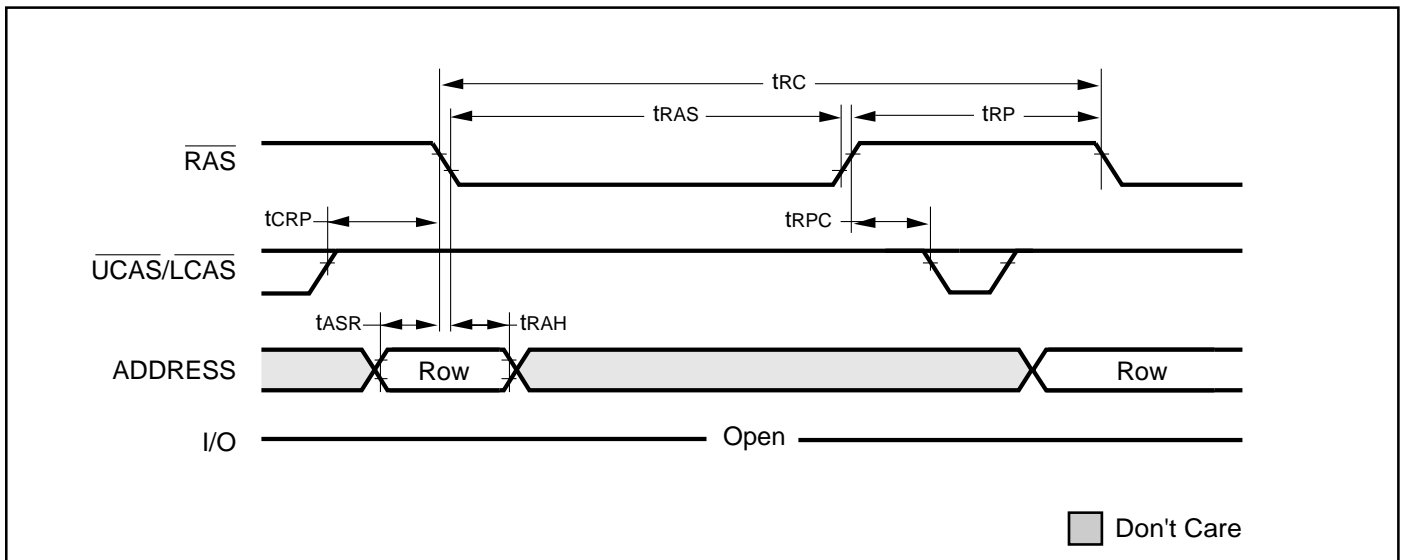 tRC
tRAS
tRP
RAS
tCRP
tRPC
UCAS/LCAS
tASR
tRAH
ADDRESS
Row
Row
I/O
Open
Don't Care